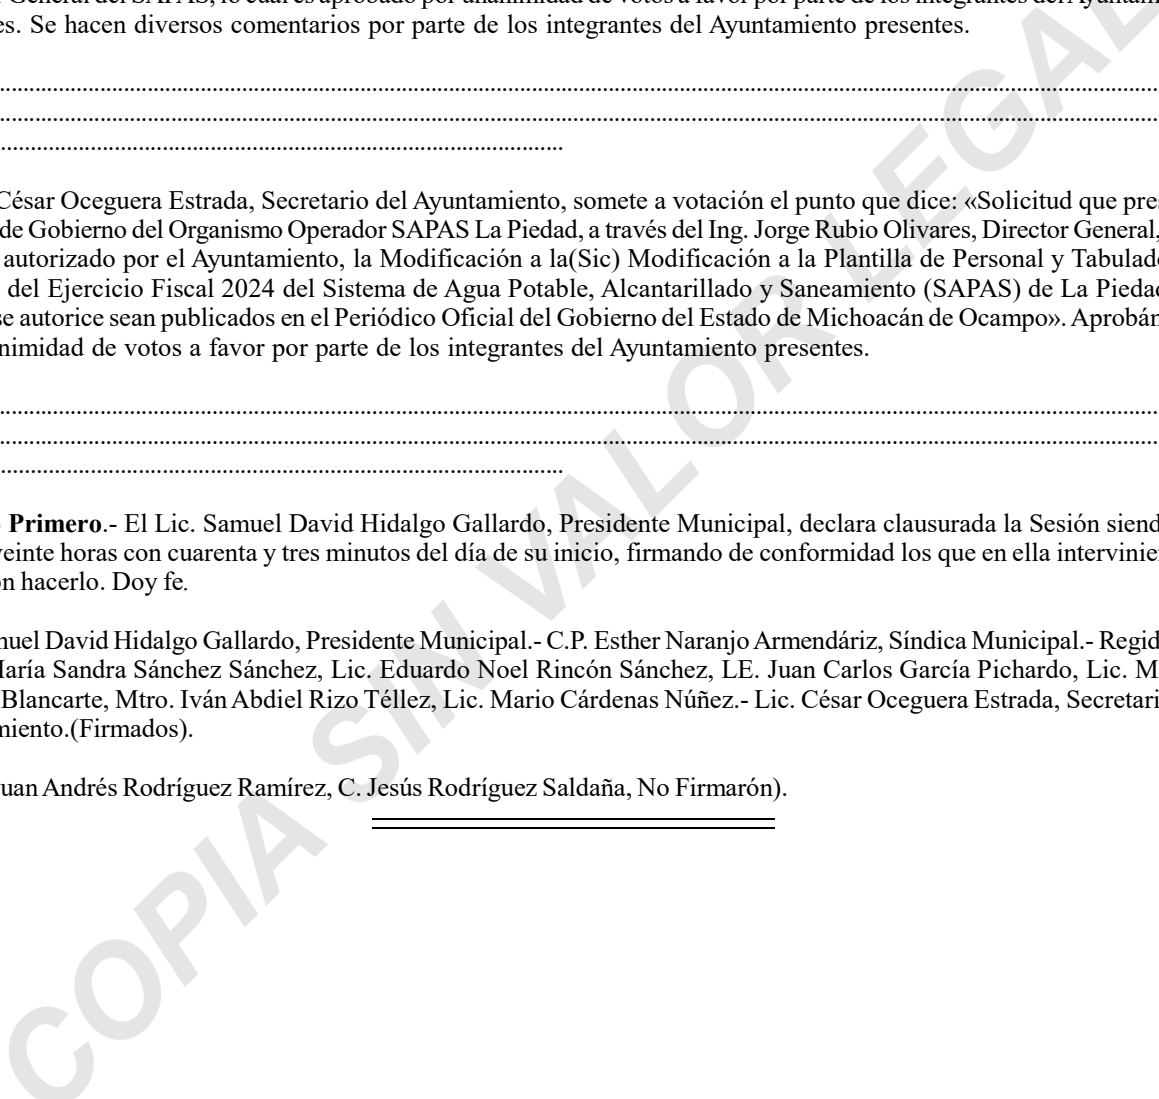 General del SAPAS, lo cual es aprobado por unanimidad de votos a favor por parte de los integrantes del
es. Se hacen diversos comentarios por parte de los integrantes del Ayuntamiento presentes.
César Oceguera Estrada, Secretario del Ayuntamiento, somete a votación el punto que dice: «Solicitud que pre
de Gobierno del Organismo Operador SAPAS La Piedad, a través del Ing. Jorge Rubio Olivares, Director General,
autorizado por el Ayuntamiento, la Modificación a la(Sic) Modificación a la Plantilla de Personal y Tabulad
del Ejercicio Fiscal 2024 del Sistema de Agua Potable, Alcantarillado y Saneamiento (SAPAS) de La Pieda
se autorice sean publicados en el Periódico Oficial del Gobierno del Estado de Michoacán de Ocampo». Aprobán
nimidad de votos a favor por parte de los integrantes del Ayuntamiento presentes.
Primero.- El Lic. Samuel David Hidalgo Gallardo, Presidente Municipal, declara clausurada la Sesión siend
veinte horas con cuarenta y tres minutos del día de su inicio, firmando de conformidad los que en ella intervinie
on hacerlo. Doy fe.
nuel David Hidalgo Gallardo, Presidente Municipal.- C.P. Esther Naranjo Armendáriz, Síndica Municipal.- Regid
María Sandra Sánchez Sánchez, Lic. Eduardo Noel Rincón Sánchez, LE. Juan Carlos García Pichardo, Lic. M
Blancarte, Mtro. Iván Abdiel Rizo Téllez, Lic. Mario Cárdenas Núñez.- Lic. César Oceguera Estrada, Secretari
miento.(Firmados).
uan Andrés Rodríguez Ramírez, C. Jesús Rodríguez Saldaña, No Firmarón).
COPIA SIN VALOR LEGAL